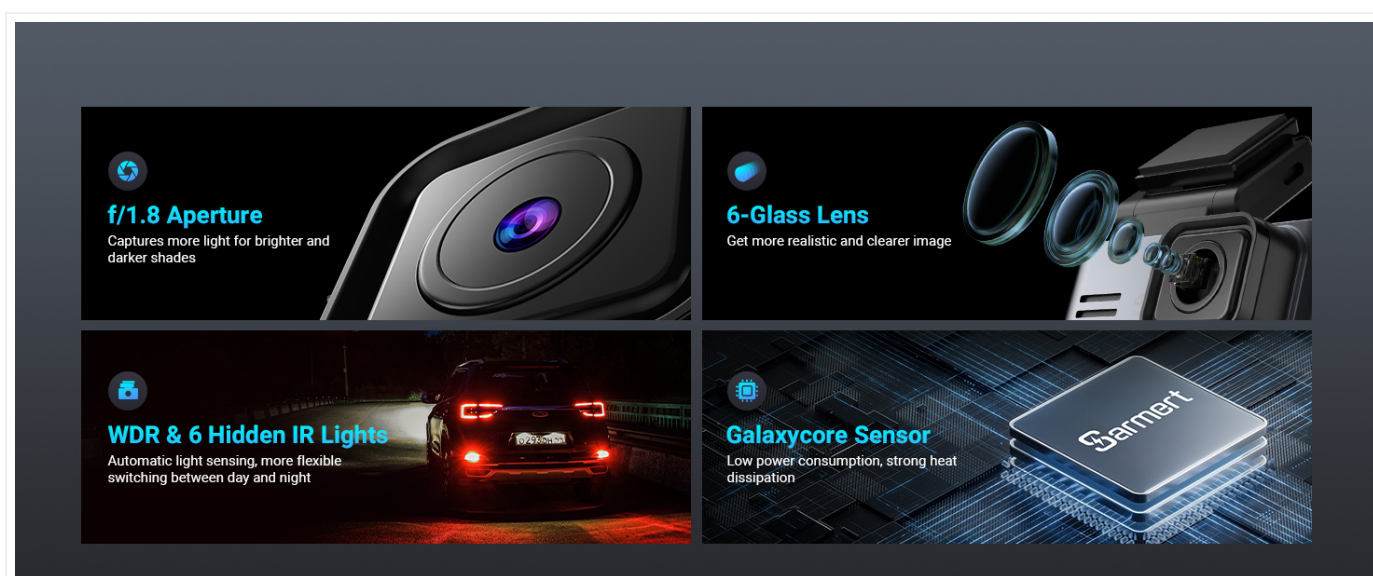 f/1.8 Aperture
Captures more light for brighter and
darker shades
6-Glass Lens
Get more realistic and clearer image
WDR & 6 Hidden IR Lights
Automatic light sensing, more flexible
switching between day and night
Galaxycore Sensor
Low power consumption, strong heat
dissipation
Sarmert